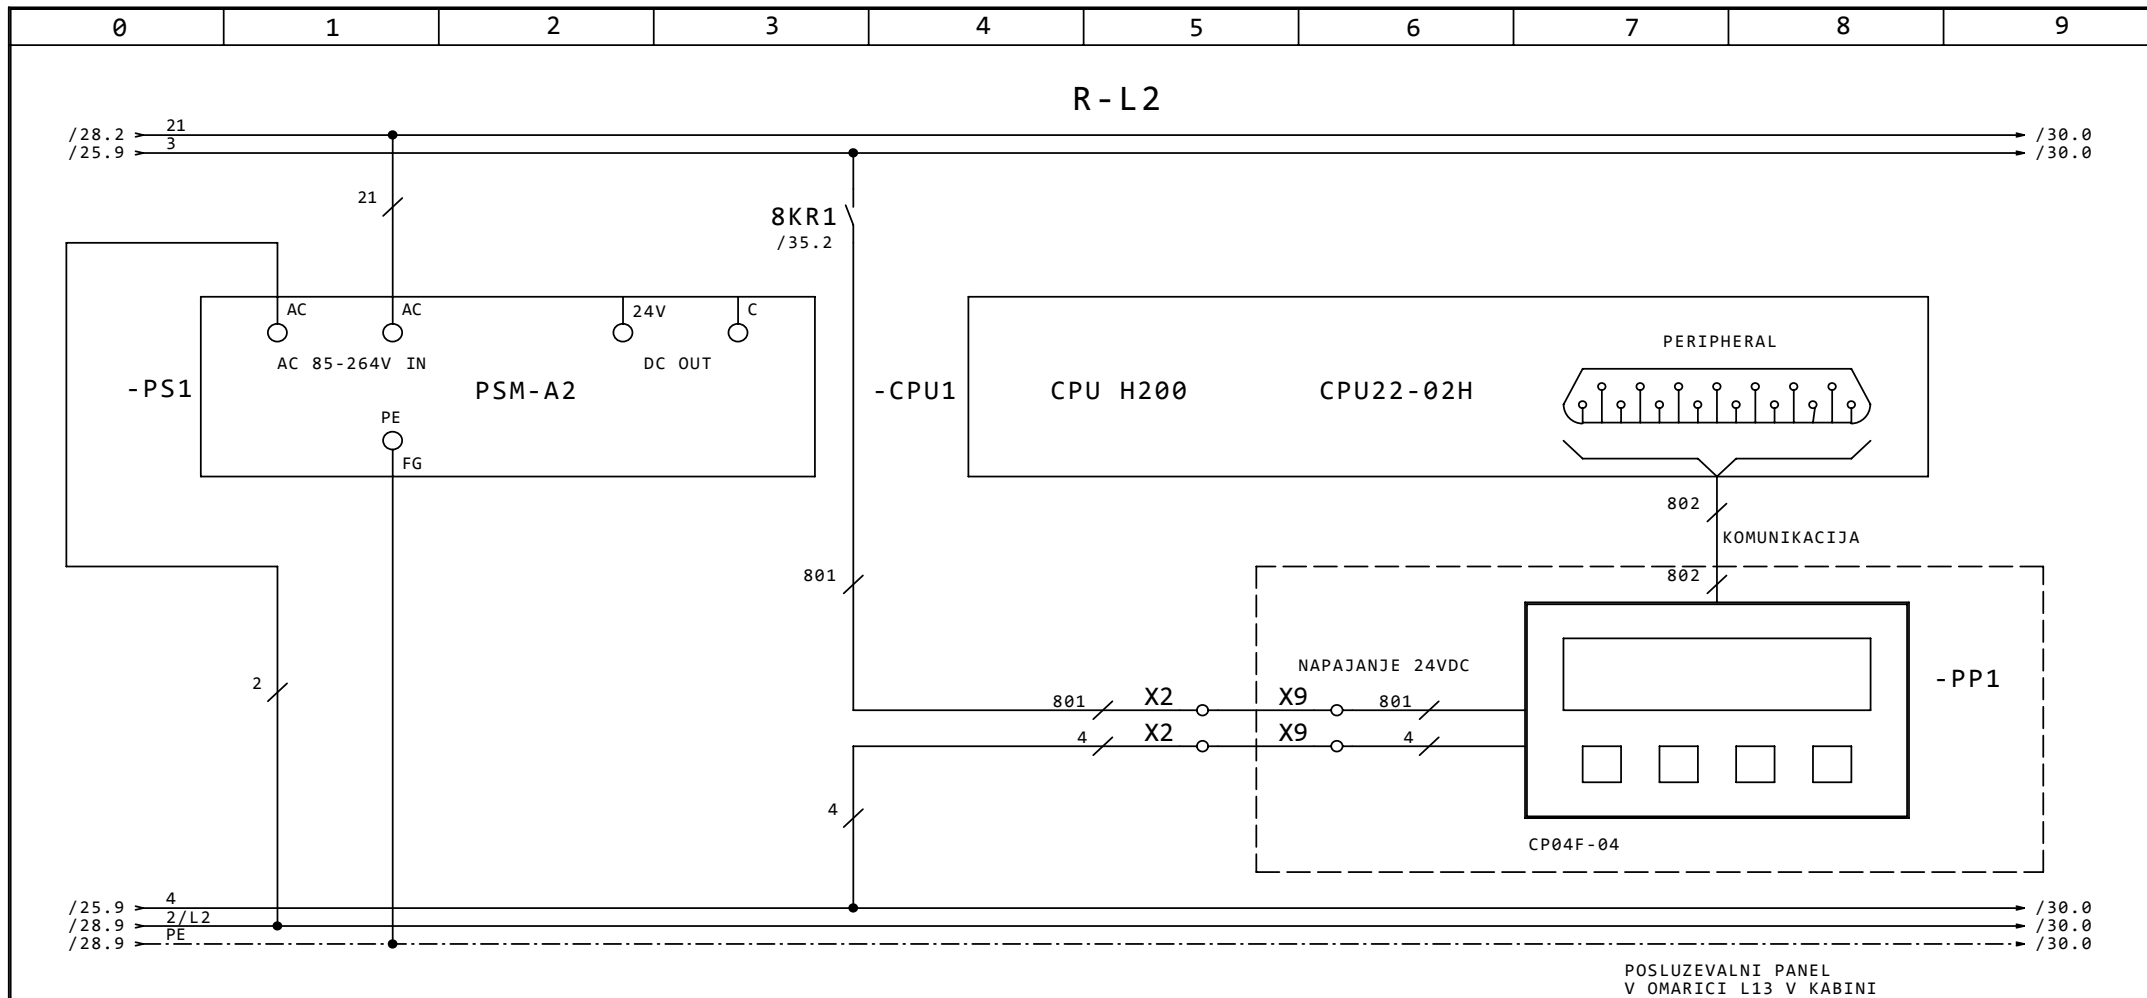 0 1 2 3 4 5 6 7 8 9
R-L2
/28.2 21 /30.0
/25.9 3 /30.0
21
8KR1
/35.2
AC AC 24V C
AC 85-264V IN DC OUT
PERIPHERAL
-PS1 PSM-A2 -CPU1 CPU H200 CPU22-02H
PE
FG
802
KOMUNIKACIJA
801 802
NAPAJANJE 24VDC
2 -PP1
801 X2 X9 801
4 X2 X9 4
4
CP04F-04
/25.9 4 /30.0
/28.9 2/L2 /30.0
/28.9 PE /30.0
POSLUZEVALNI PANEL
V OMARICI L13 V KABINI